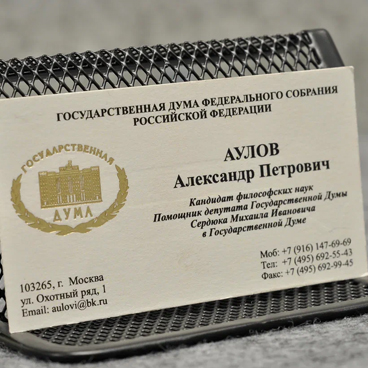 ГОСУДАРСТВЕННАЯ ДУМА ФЕДЕРАЛЬНОГО СОБРАНИЯ
РОССИЙСКОЙ ФЕДЕРАЦИИ
ГОСУДАРСТВЕННАЯ
ДУМА
АУЛОВ
Александр Петрович
Кандидат философских наук
Помощник депутата Государственной Думы
Сердюка Михаила Ивановича
в Государственной Думе
Моб: +7 (916) 147-69-69
Тел: +7 (495) 692-55-43
Факс: +7 (495) 692-99-45
103265, г. Москва
ул. Охотный ряд, 1
Email: aulovi@bk.ru